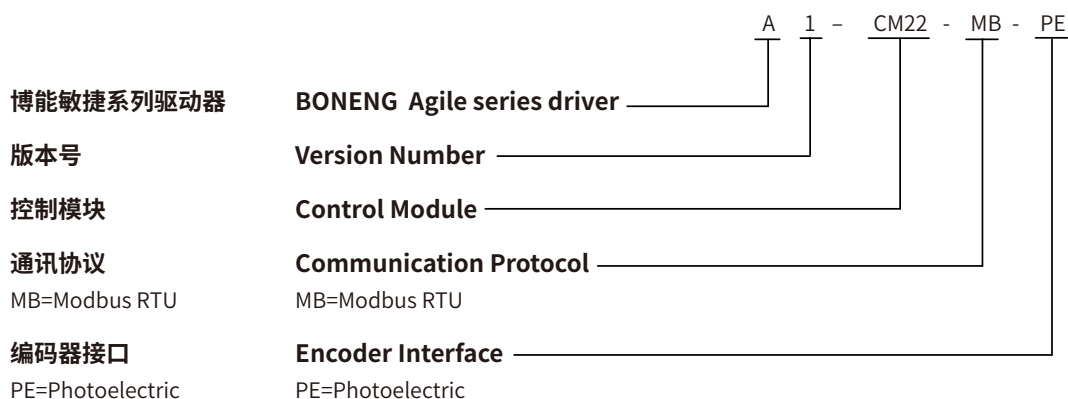 A 1 – CM22 - MB - PE
博能敏捷系列驱动器 BONENG Agile series driver
版本号 Version Number
控制模块 Control Module
通讯协议 Communication Protocol
MB=Modbus RTU MB=Modbus RTU
编码器接口 Encoder Interface
PE=Photoelectric PE=Photoelectric